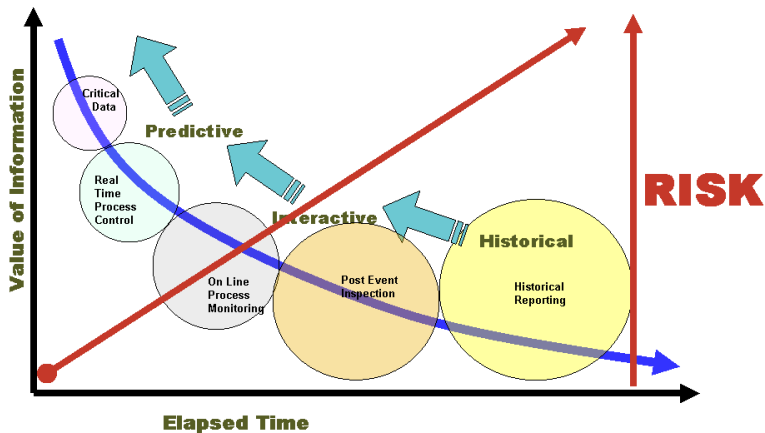 Critical
Data
Predictive
Real
Time
Process
Control
RISK
Interactive
Historical
On Line
Process
Monitoring
Post Event
Inspection
Historical
Reporting
Value of Information
Elapsed Time